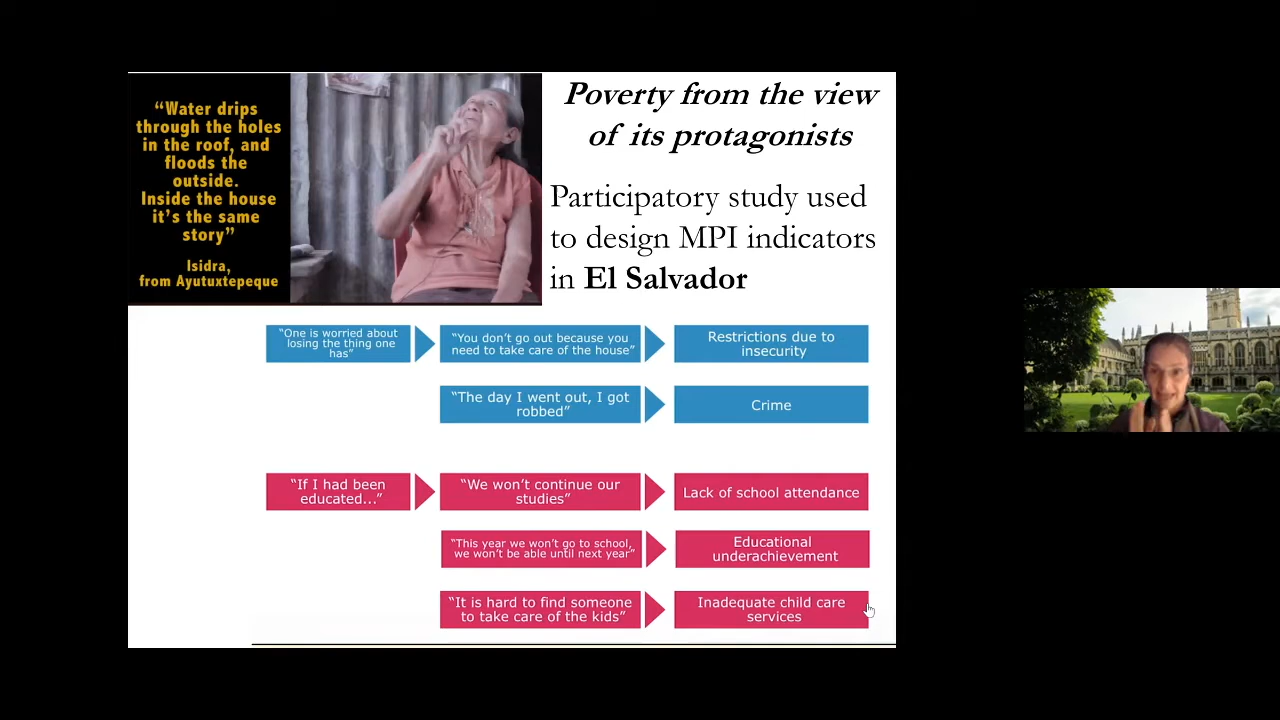 “Water drips
through the holes
in the roof, and
floods the
outside.
Inside the house
it’s the same
story”
Isidra,
from Ayutuxtepeque
Poverty from the view
of its protagonists
Participatory study used
to design MPI indicators
in El Salvador
“One is worried about
losing the thing one
has”
“You don’t go out because you
need to take care of the house”
Restrictions due to
insecurity
“The day I went out, I got
robbed”
Crime
“If I had been
educated...”
“We won’t continue our
studies”
Lack of school attendance
“This year we won’t go to school,
we won’t be able until next year”
Educational
underachievement
“It is hard to find someone
to take care of the kids”
Inadequate child care
services